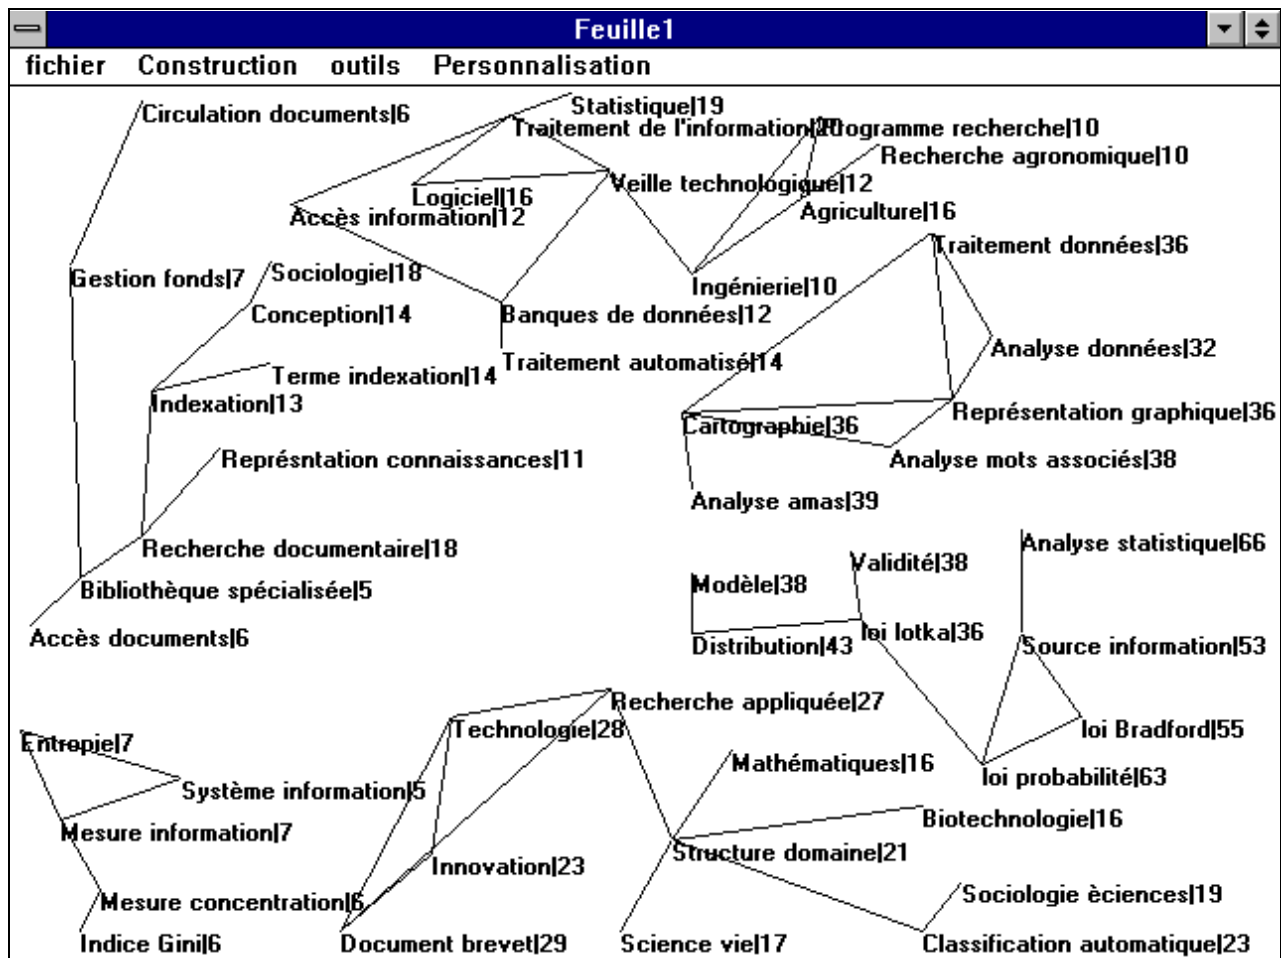 Feuille1
fichier Construction outils Personnalisation
Circulation documents|6
Statistique|19
Traitement de l'information|20
Programme recherche|10
Recherche agronomique|10
Veille technologique|12
Logiciel|16
Accès information|12
Agriculture|16
Traitement données|36
Gestion fonds|7
Sociologie|18
Ingénierie|10
Conception|14
Banques de données|12
Analyse données|32
Traitement automatisé|14
Terme indexation|14
Indexation|13
Représentation graphique|36
Cartographie|36
Représntation connaissances|11
Analyse mots associés|38
Analyse amas|39
Recherche documentaire|18
Analyse statistique|66
Validité|38
Modèle|38
Bibliothèque spécialisée|5
Accès documents|6
loi lotka|36
Distribution|43
Source information|53
Recherche appliquée|27
Technologie|28
loi Bradford|55
Entropie|7
Mathématiques|16
loi probabilité|63
Système information|5
Biotechnologie|16
Mesure information|7
Structure domaine|21
Innovation|23
Sociologie èciences|19
Mesure concentration|6
Indice Gini|6
Document brevet|29
Science vie|17
Classification automatique|23